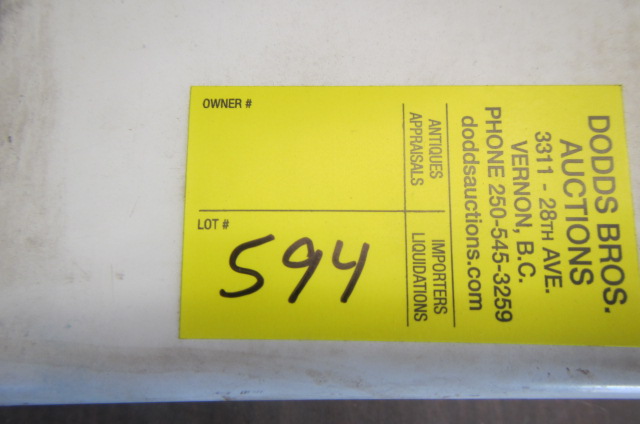 DODDS BROS.
AUCTIONS
3311 - 28TH AVE.
VERNON, B.C.
PHONE 250-545-3259
doddsauctions.com
ANTIQUES IMPORTERS
APPRAISALS LIQUIDATIONS
OWNER #
LOT #
594